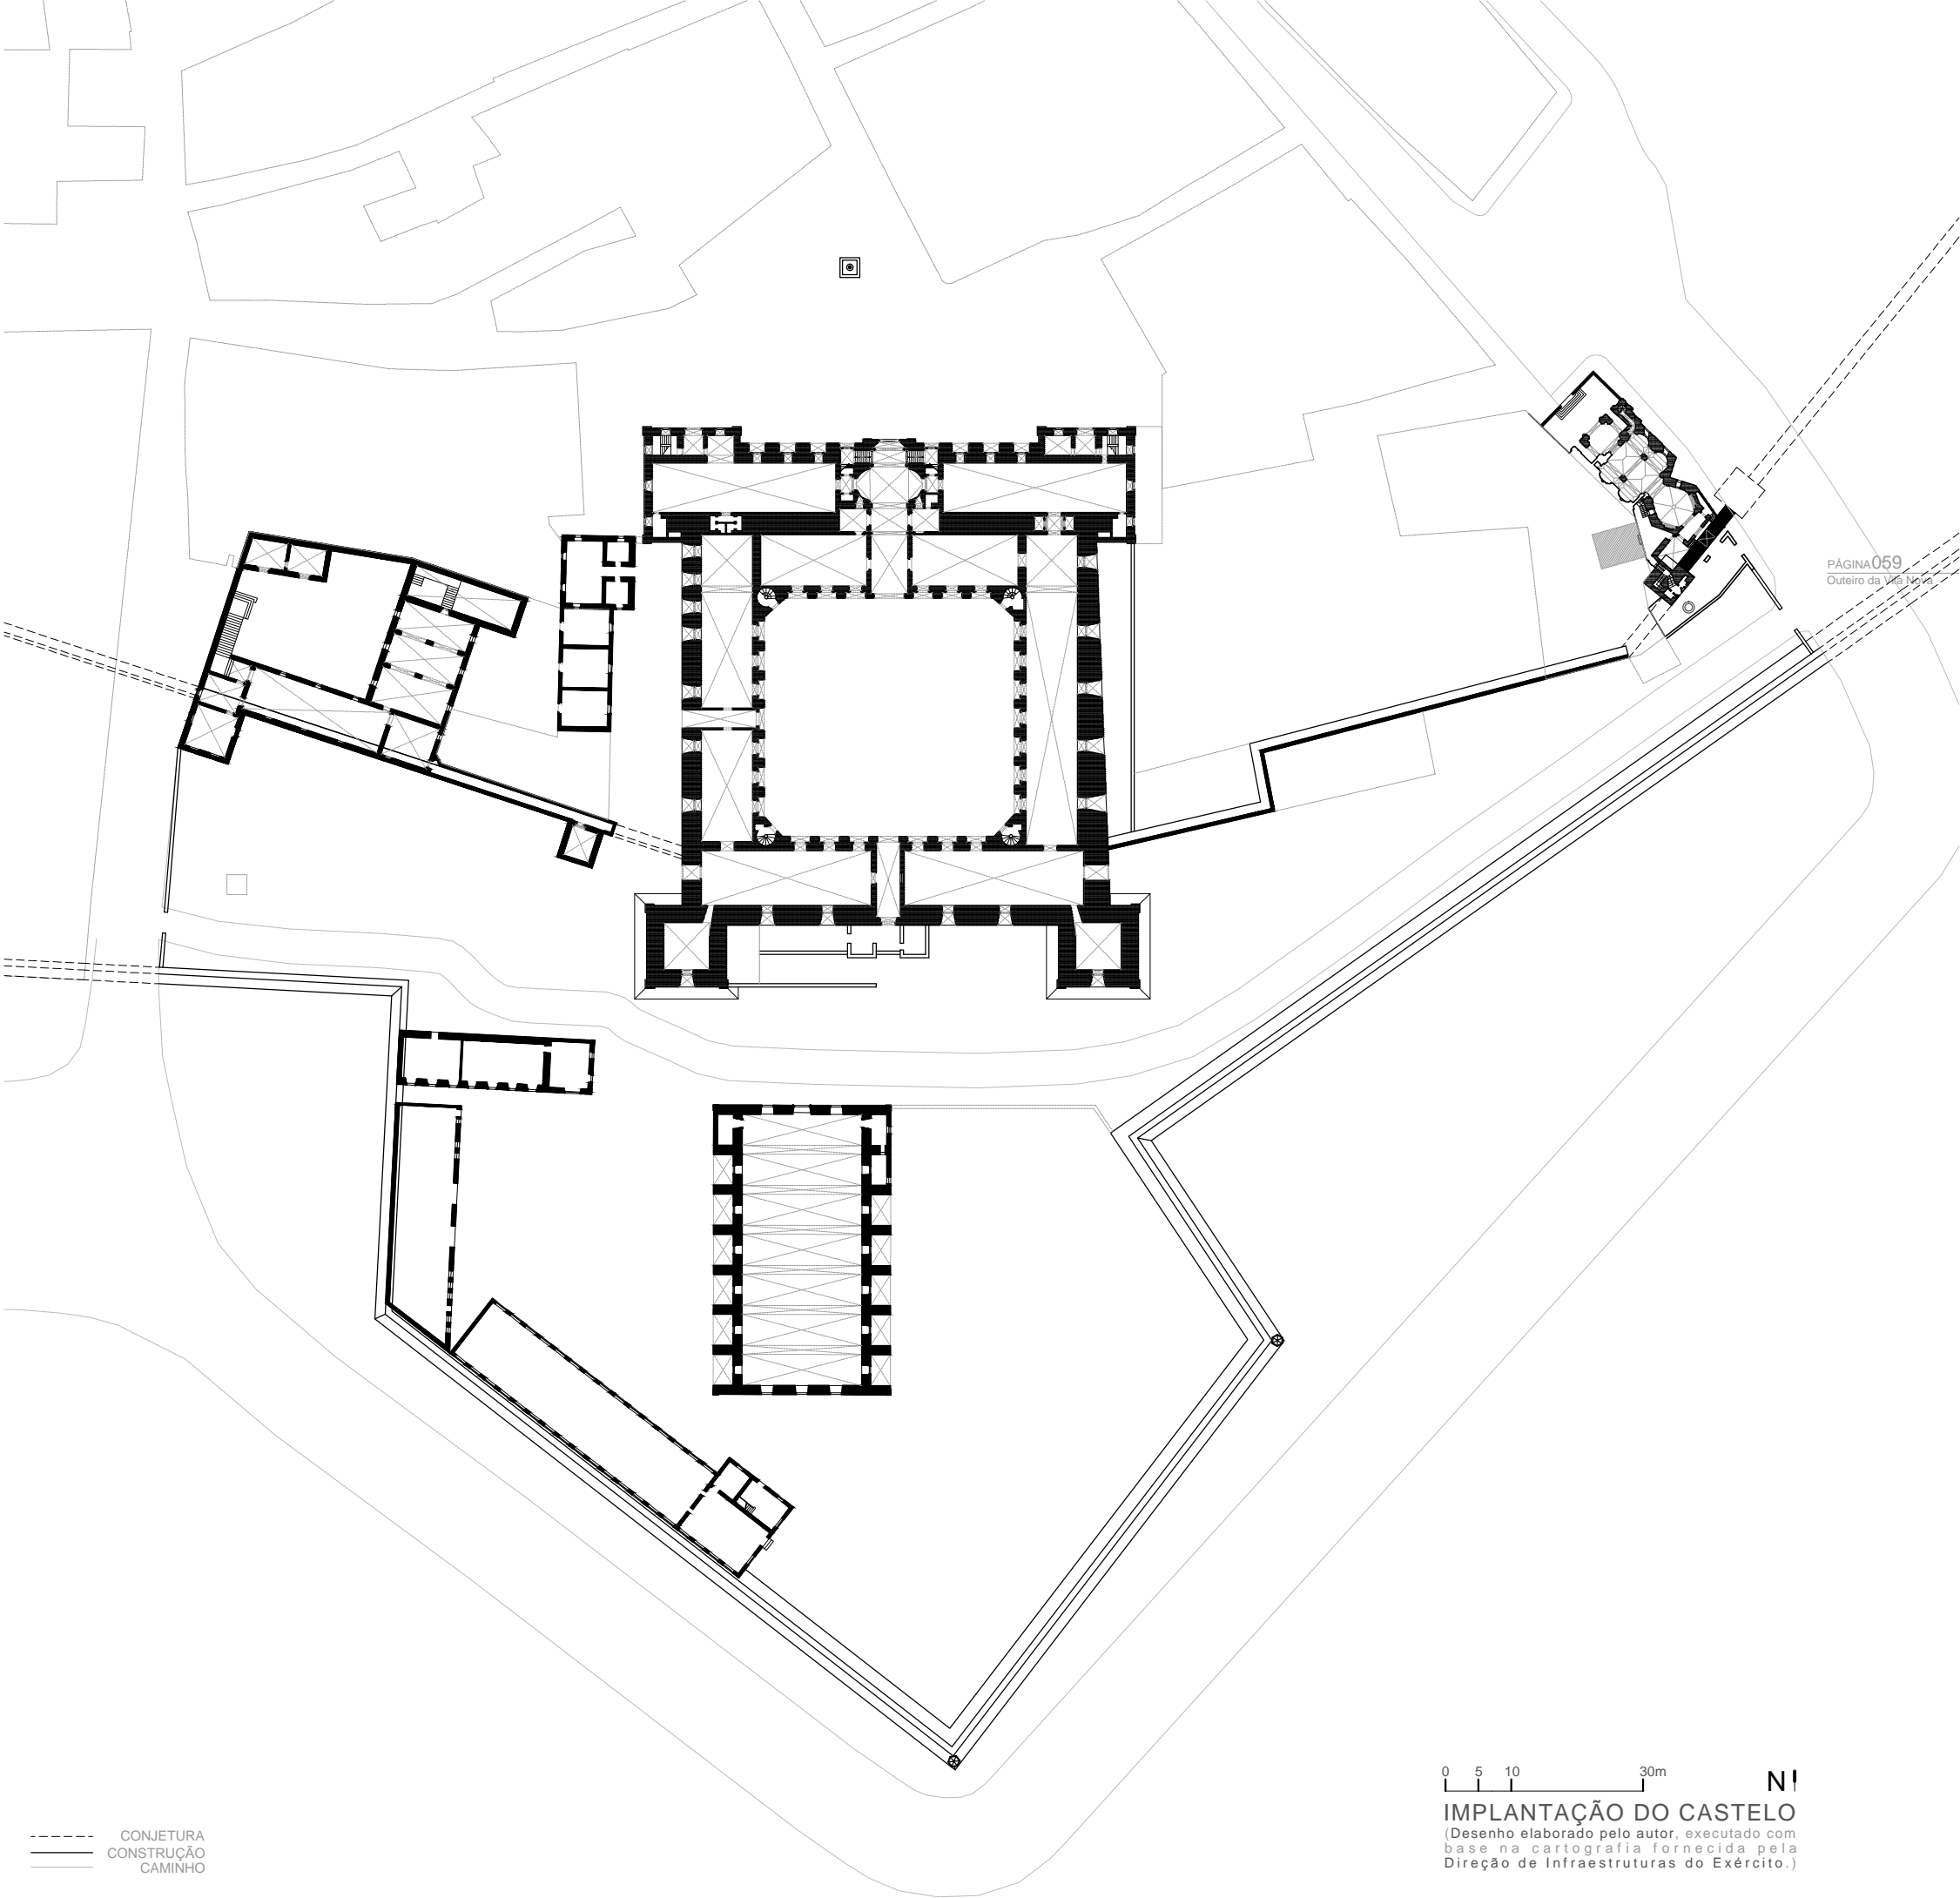 PÁGINA059
Outeiro da Vila Nova
0 5 10 30m
N
IMPLANTAÇÃO DO CASTELO
(Desenho elaborado pelo autor, executado com
base na cartografia fornecida pela
Direção de Infraestruturas do Exército.)
CONJETURA
CONSTRUÇÃO
CAMINHO